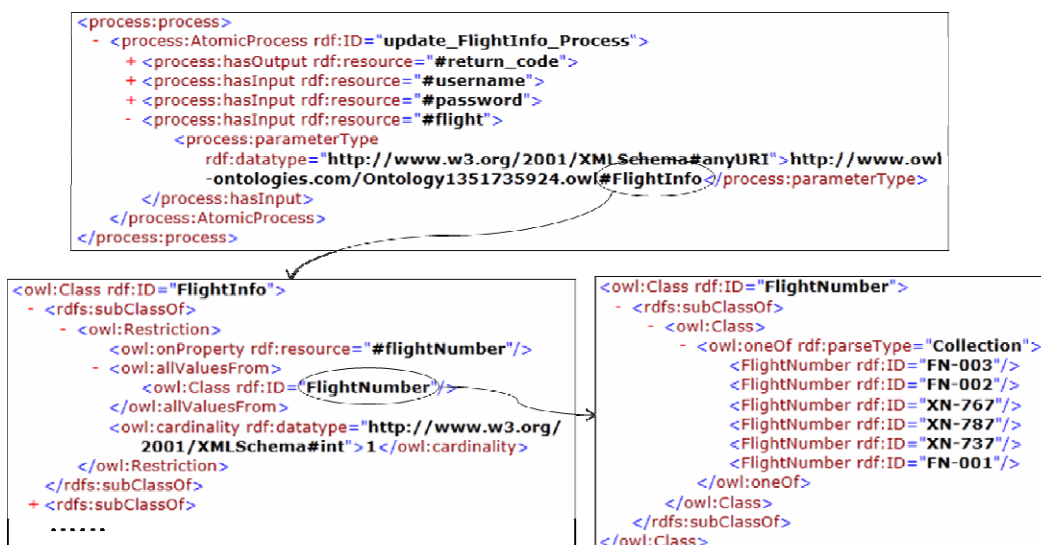 <process:process>
- <process:AtomicProcess rdf:ID="update_FlightInfo_Process">
+ <process:hasOutput rdf:resource="#return_code">
+ <process:hasInput rdf:resource="#username">
+ <process:hasInput rdf:resource="#password">
- <process:hasInput rdf:resource="#flight">
<process:parameterType
rdf:datatype="http://www.w3.org/2001/XMLSchema#anyURI">http://www.owl
-ontologies.com/Ontology1351735924.owl#FlightInfo</process:parameterType>
</process:hasInput>
</process:AtomicProcess>
</process:process>
<owl:Class rdf:ID="FlightInfo">
- <rdfs:subClassOf>
- <owl:Restriction>
<owl:onProperty rdf:resource="#flightNumber"/>
- <owl:allValuesFrom>
<owl:Class rdf:ID="FlightNumber"/>
</owl:allValuesFrom>
<owl:cardinality rdf:datatype="http://www.w3.org/
2001/XMLSchema#int">1</owl:cardinality>
</owl:Restriction>
</rdfs:subClassOf>
+ <rdfs:subClassOf>
......
<owl:Class rdf:ID="FlightNumber">
- <rdfs:subClassOf>
- <owl:Class>
- <owl:oneOf rdf:parseType="Collection">
<FlightNumber rdf:ID="FN-003"/>
<FlightNumber rdf:ID="FN-002"/>
<FlightNumber rdf:ID="XN-767"/>
<FlightNumber rdf:ID="XN-787"/>
<FlightNumber rdf:ID="XN-737"/>
<FlightNumber rdf:ID="FN-001"/>
</owl:oneOf>
</owl:Class>
</rdfs:subClassOf>
</owl:Class>